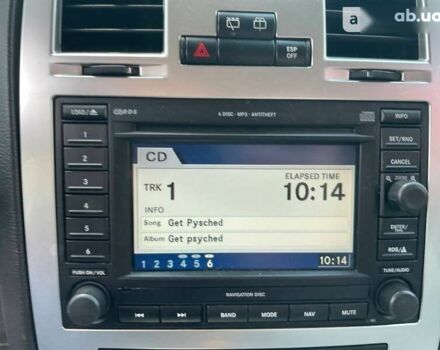 ab.ua
ESP
OFF
LOAD/
R·D·S
6 DISC · MP3 · ANTITHEFT
INFO
1
2
3
4
5
6
SET/RND
CANCEL
ZOOM
ENTER/
RDS/
TUNE/AUDIO
PUSH ON/VOL
CD
ELAPSED TIME
TRK 1
10:14
INFO
Song Get Pysched
Album Get psyched
1 2 3 4 5 6
10:14
NAVIGATION DISC
BAND
MODE
NAV
MUTE